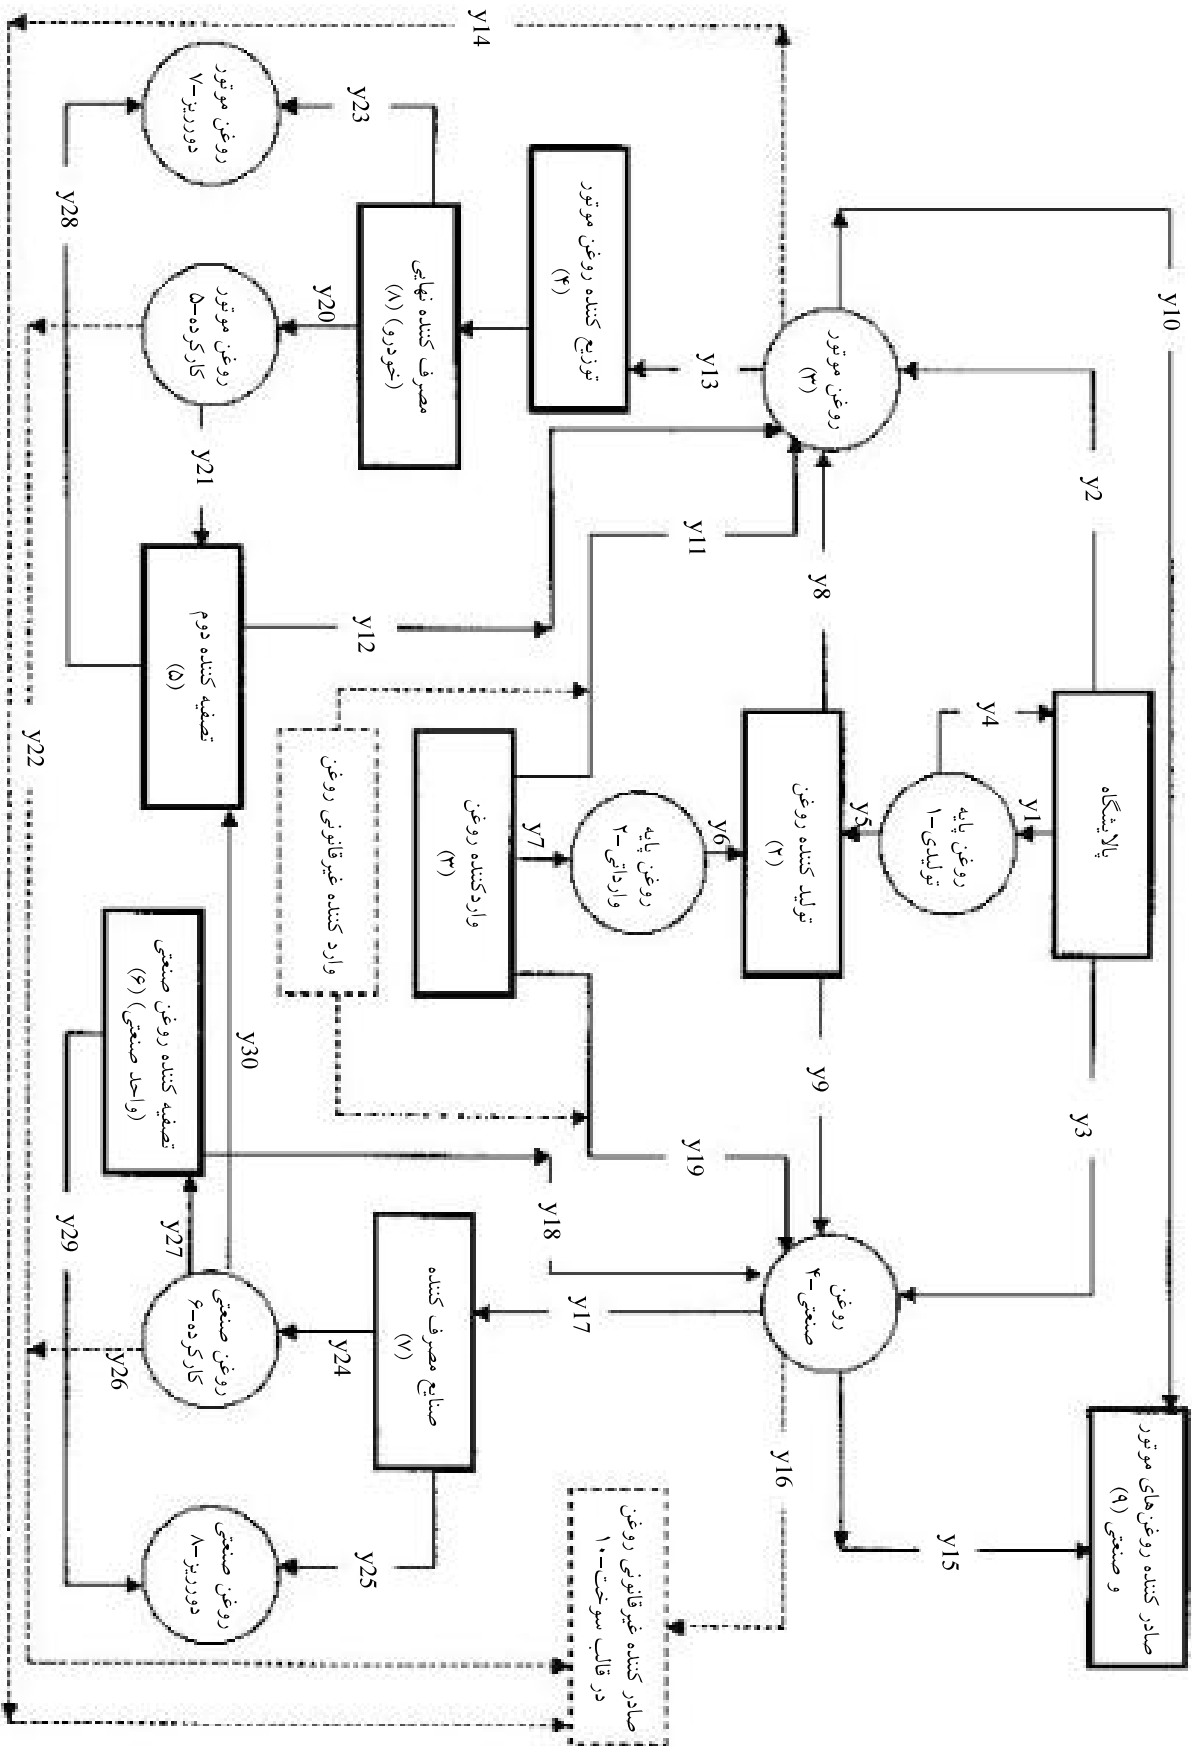 پالایشگاه
y1
y2
y3
y4
روغن پایه
تولیدی-۱
y5
y10
روغن موتور
(۳)
y8
تولید کننده روغن
(۲)
y9
روغن
صنعتی-۴
y15
صادر کننده روغن‌های موتور
و صنعتی (۹)
y6
روغن پایه
وارداتی-۲
y7
y11
y19
y13
y14
y16
y17
y18
توزیع کننده روغن موتور
(۴)
واردکننده روغن
(۳)
صادر کننده غیرقانونی روغن
در قالب سوخت-۱۰
مصرف کننده نهایی
(۸) (خودرو)
y12
وارد کننده غیرقانونی روغن
صنایع مصرف کننده
(۷)
y23
y20
y24
y25
y30
روغن موتور
دورریز-۷
روغن موتور
کارکرده-۵
y21
تصفیه کننده دوم
(۵)
تصفیه کننده روغن صنعتی
(۶) (واحد صنعتی)
y27
روغن صنعتی
کارکرده-۶
روغن صنعتی
دورریز-۸
y28
y29
y26
y22